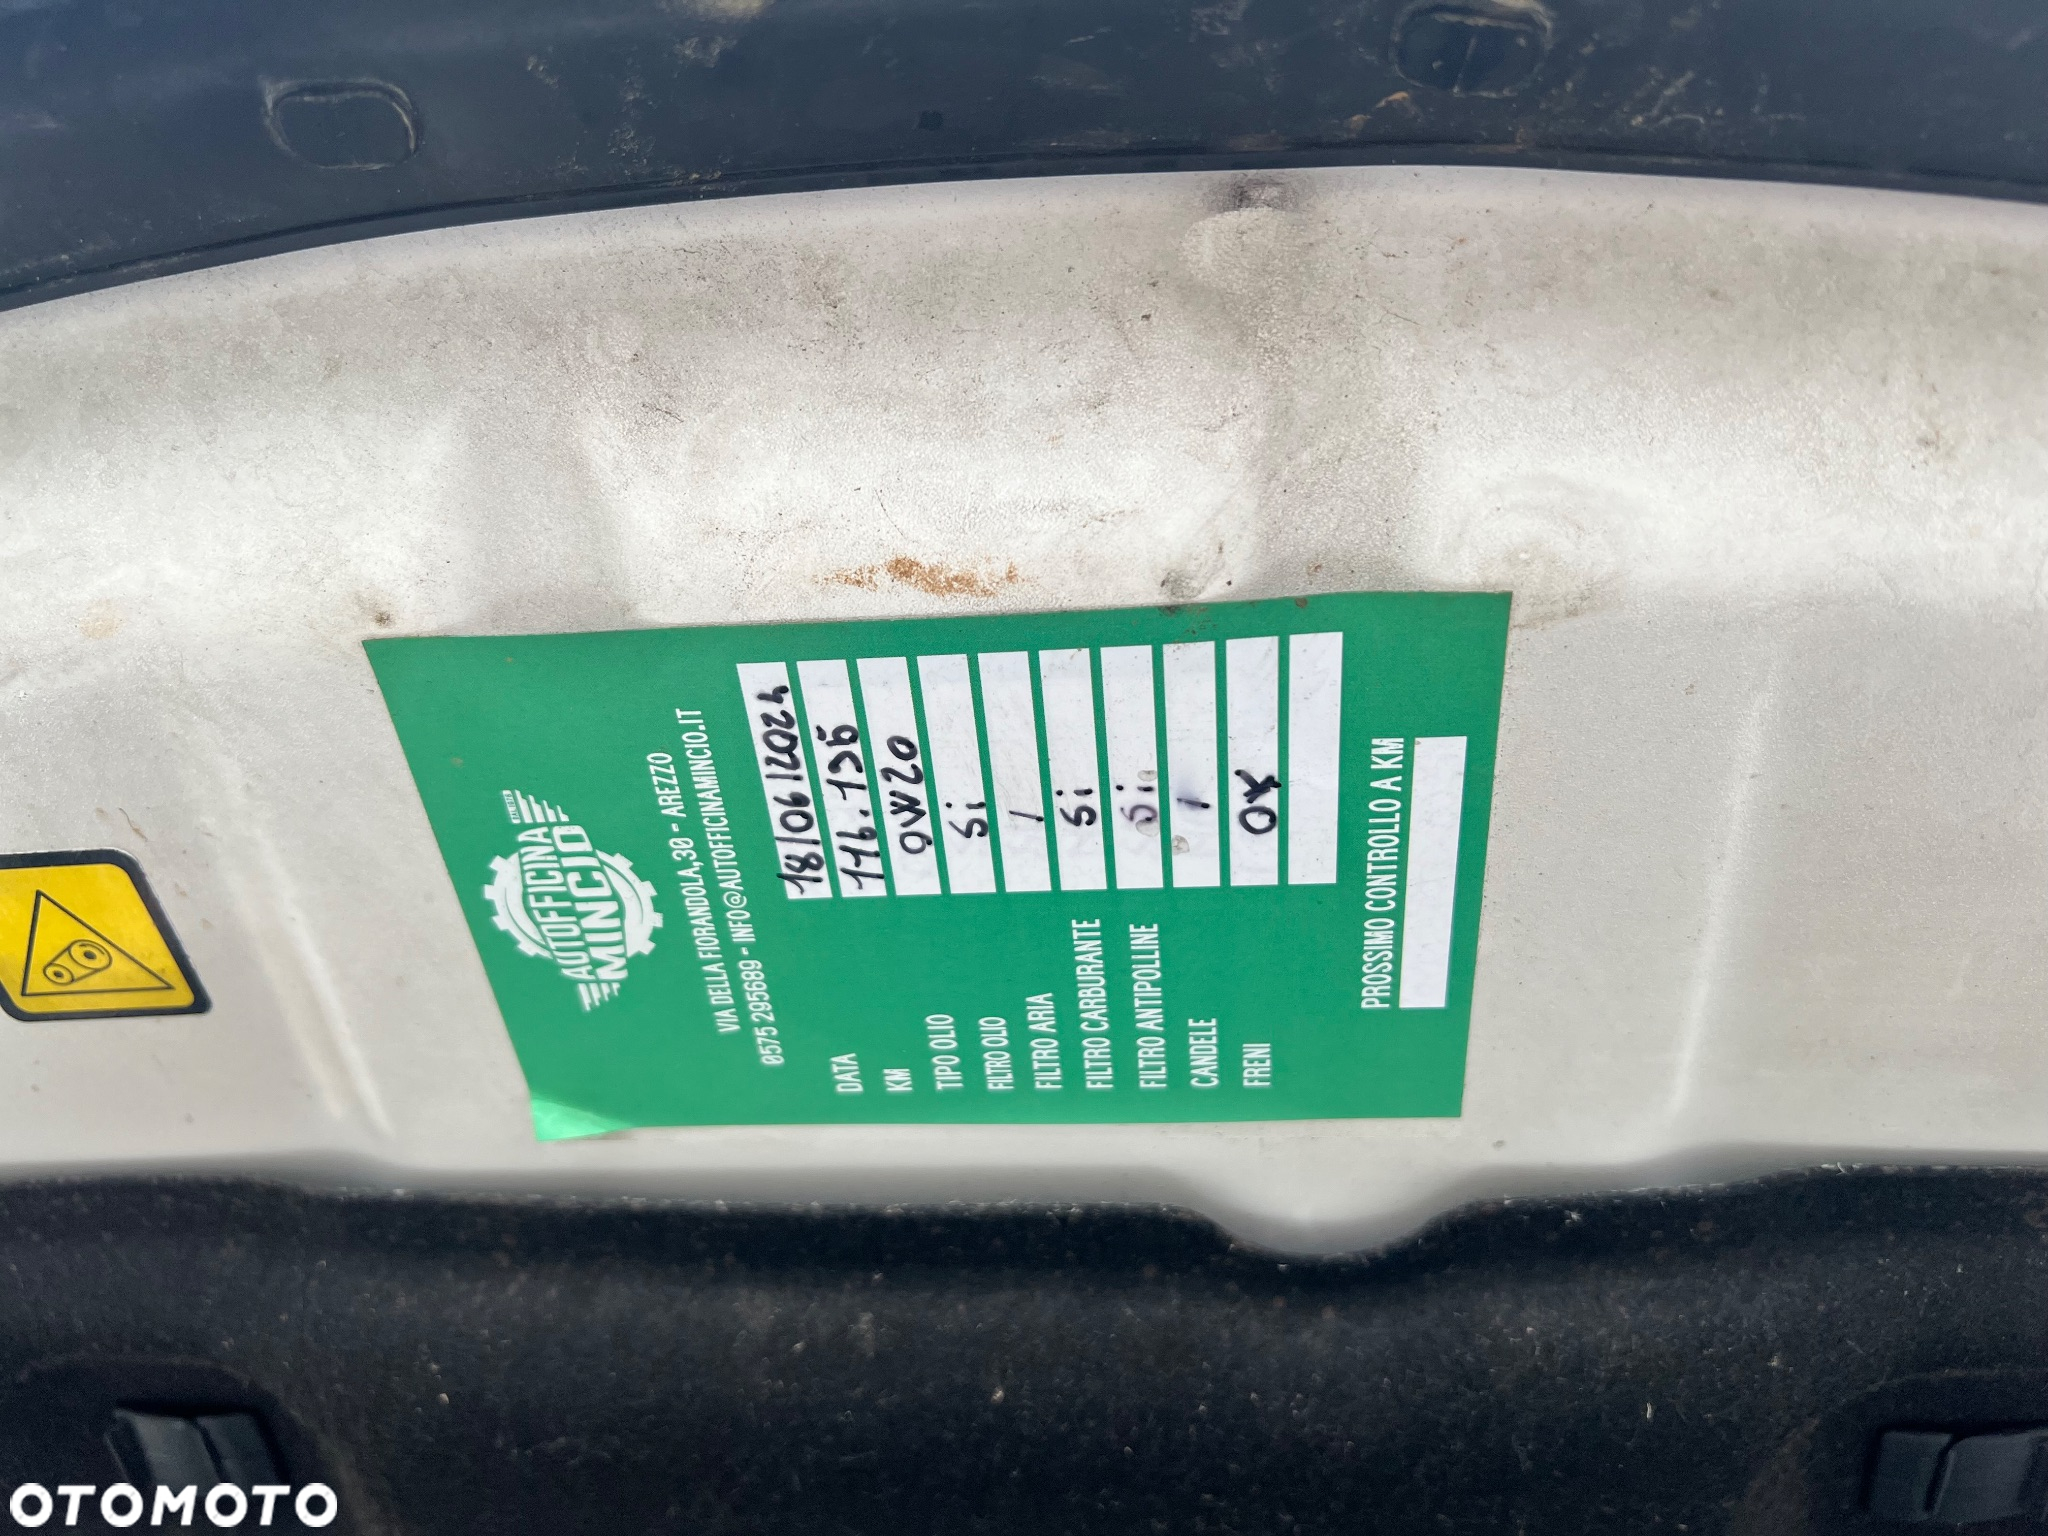 AUTOFFICINA
MINCIO
VIA DELLA FIORANDOLA,30 - AREZZO
0575 295689 - INFO@AUTOFFICINAMINCIO.IT
DATA 18/06/2024
KM 116.195
TIPO OLIO 0W20
FILTRO OLIO Si
FILTRO ARIA /
FILTRO CARBURANTE Si
FILTRO ANTIPOLLINE Si
CANDELE /
FRENI OK
PROSSIMO CONTROLLO A KM
OTOMOTO